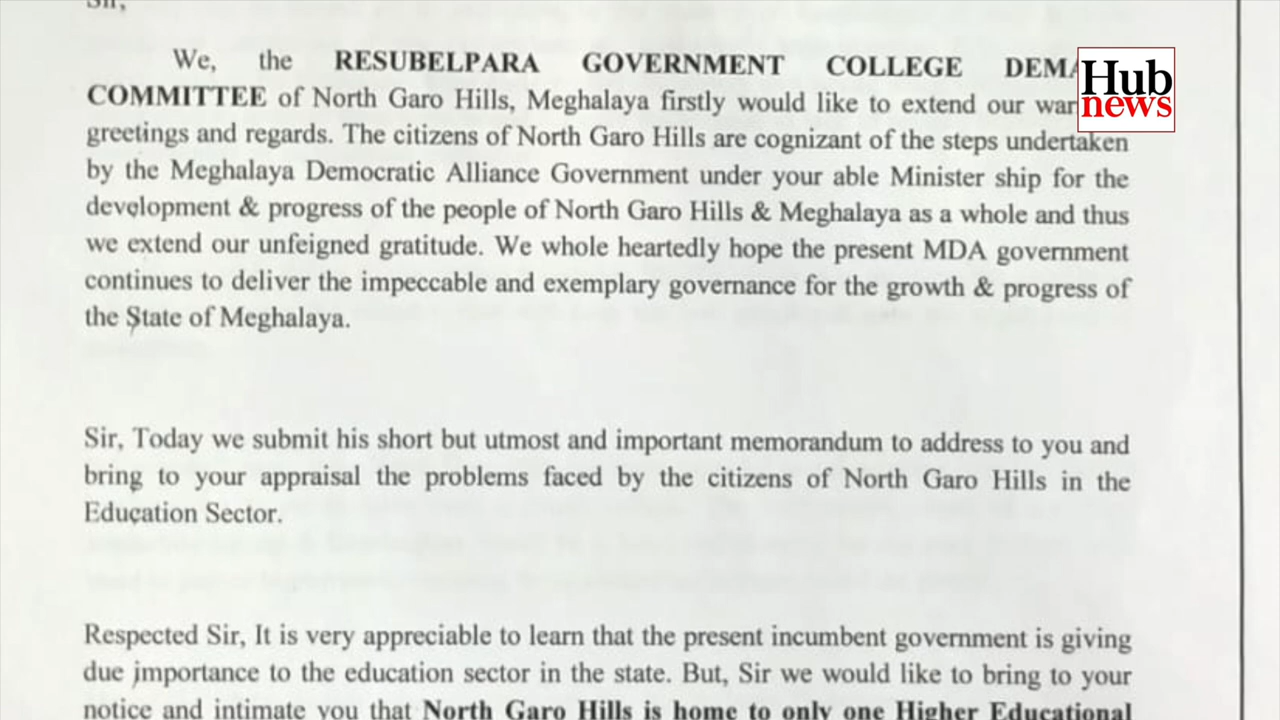 Sir,
We, the RESUBELPARA GOVERNMENT COLLEGE
Hub
news
COMMITTEE of North Garo Hills, Meghalaya firstly would like to extend our
greetings and regards. The citizens of North Garo Hills are cognizant of the steps undertaken
by the Meghalaya Democratic Alliance Government under your able Minister ship for the
development & progress of the people of North Garo Hills & Meghalaya as a whole and thus
we extend our unfeigned gratitude. We whole heartedly hope the present MDA government
continues to deliver the impeccable and exemplary governance for the growth & progress of
the State of Meghalaya.
Sir, Today we submit his short but utmost and important memorandum to address to you and
bring to your appraisal the problems faced by the citizens of North Garo Hills in the
Education Sector.
Respected Sir, It is very appreciable to learn that the present incumbent government is giving
due importance to the education sector in the state. But, Sir we would like to bring to your
notice and intimate you that North Garo Hills is home to only one Higher Educational